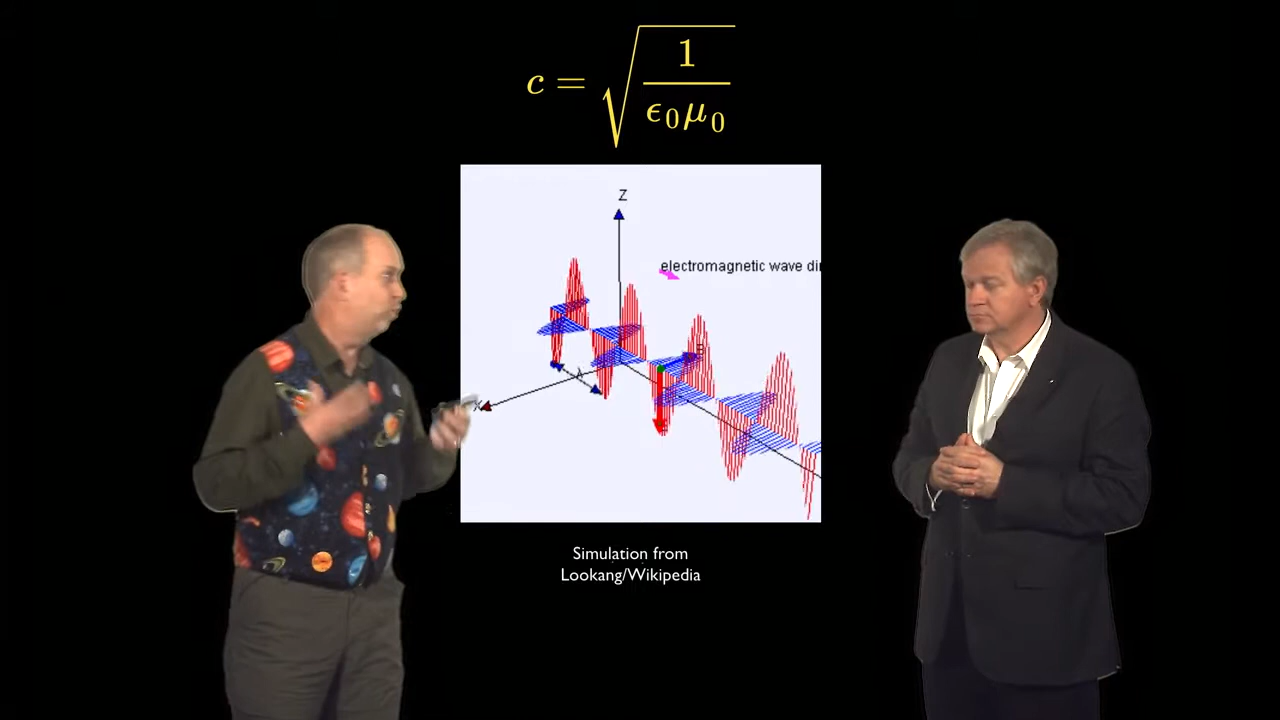 c = √(1/ϵ₀μ₀)
Z
electromagnetic wave di
X
Simulation from
Lookang/Wikipedia